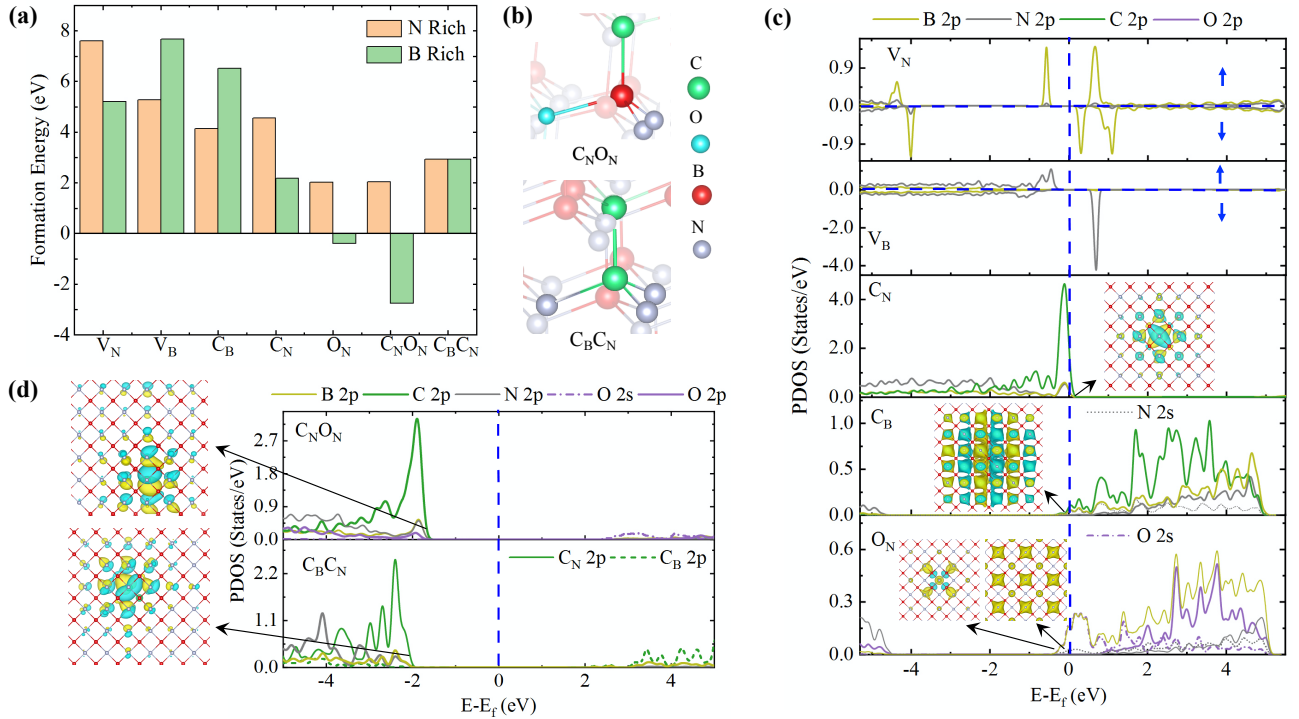 (a)
N Rich
B Rich
Formation Energy (eV)
8
6
4
2
0
-2
-4
V_N
V_B
C_B
C_N
O_N
C_NO_N
C_BC_N
(b)
C
O
B
N
C_NO_N
C_BC_N
(c)
B 2p
N 2p
C 2p
O 2p
V_N
0.9
0.0
-0.9
0.0
-2.0
-4.0
V_B
C_N
4.0
2.0
0.0
C_B
N 2s
1.0
0.5
0.0
O_N
O 2s
0.6
0.3
0.0
PDOS (States/eV)
-4
-2
0
2
4
E-E_f (eV)
(d)
B 2p
C 2p
N 2p
O 2s
O 2p
C_NO_N
2.7
1.8
0.9
0.0
C_BC_N
C_N 2p
C_B 2p
2.2
1.1
0.0
PDOS (States/eV)
-4
-2
0
2
4
E-E_f (eV)